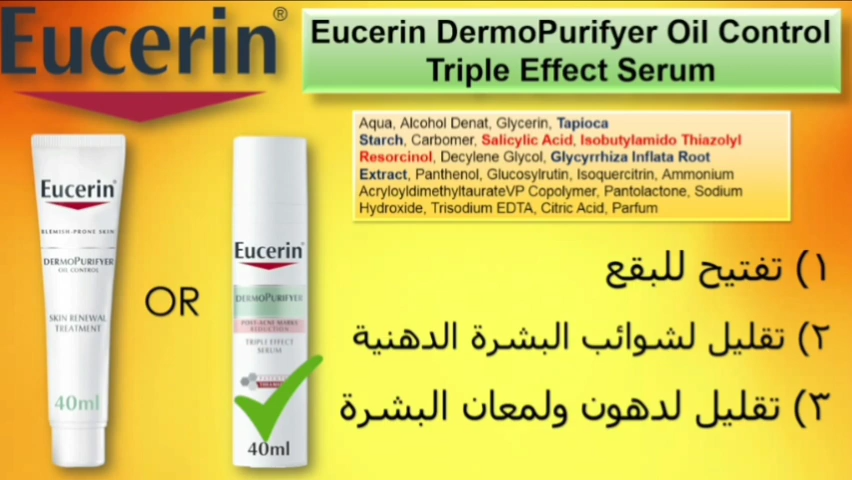 Eucerin®
Eucerin DermoPurifyer Oil Control
Triple Effect Serum
Aqua, Alcohol Denat, Glycerin, Tapioca
Starch, Carbomer, Salicylic Acid, Isobutylamido Thiazolyl
Resorcinol, Decylene Glycol, Glycyrrhiza Inflata Root
Extract, Panthenol, Glucosylrutin, Isoquercitrin, Ammonium
AcryloyldimethyltaurateVP Copolymer, Pantolactone, Sodium
Hydroxide, Trisodium EDTA, Citric Acid, Parfum
Eucerin®
BLEMISH-PRONE SKIN
DERMOPURIFYER
OIL CONTROL
SKIN RENEWAL
TREATMENT
40ml
OR
Eucerin®
DERMOPURIFYER
POST-ACNE MARKS
REDUCTION
TRIPLE EFFECT
SERUM
40ml
١) تفتيح للبقع
٢) تقليل لشوائب البشرة الدهنية
٣) تقليل لدهون ولمعان البشرة